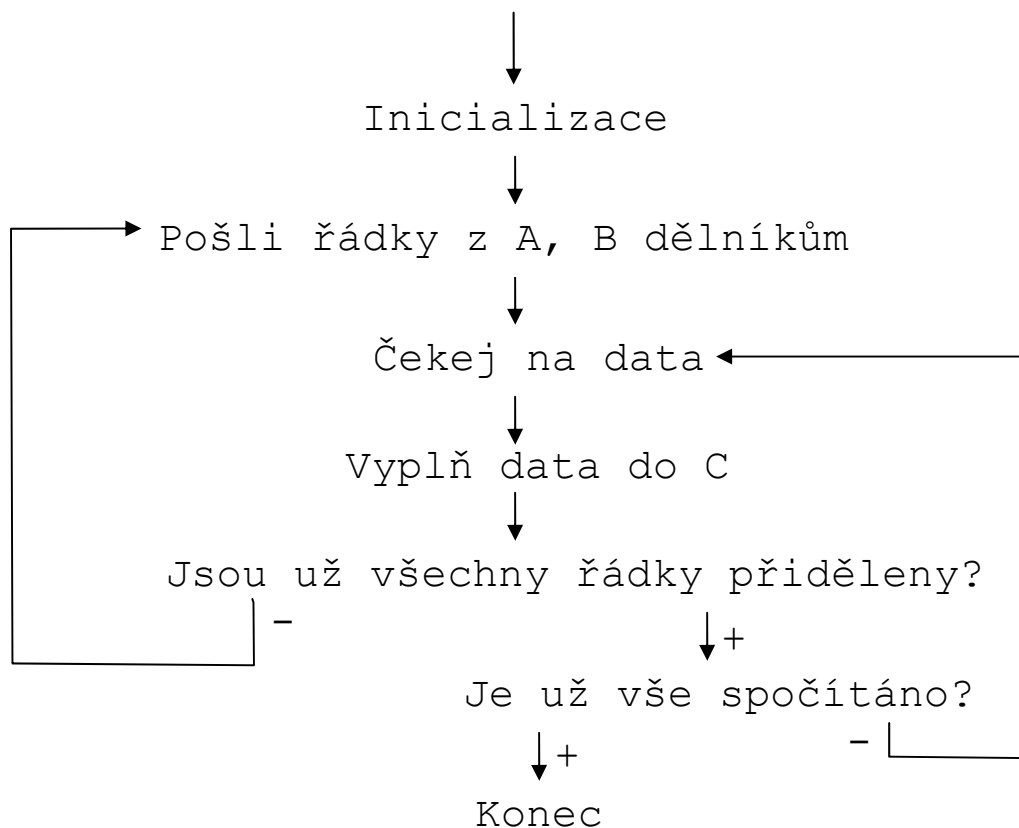 Inicializace
Pošli řádky z A, B dělníkům
Čekej na data
Vyplň data do C
Jsou už všechny řádky přiděleny?
-
+
Je už vše spočítáno?
+
-
Konec